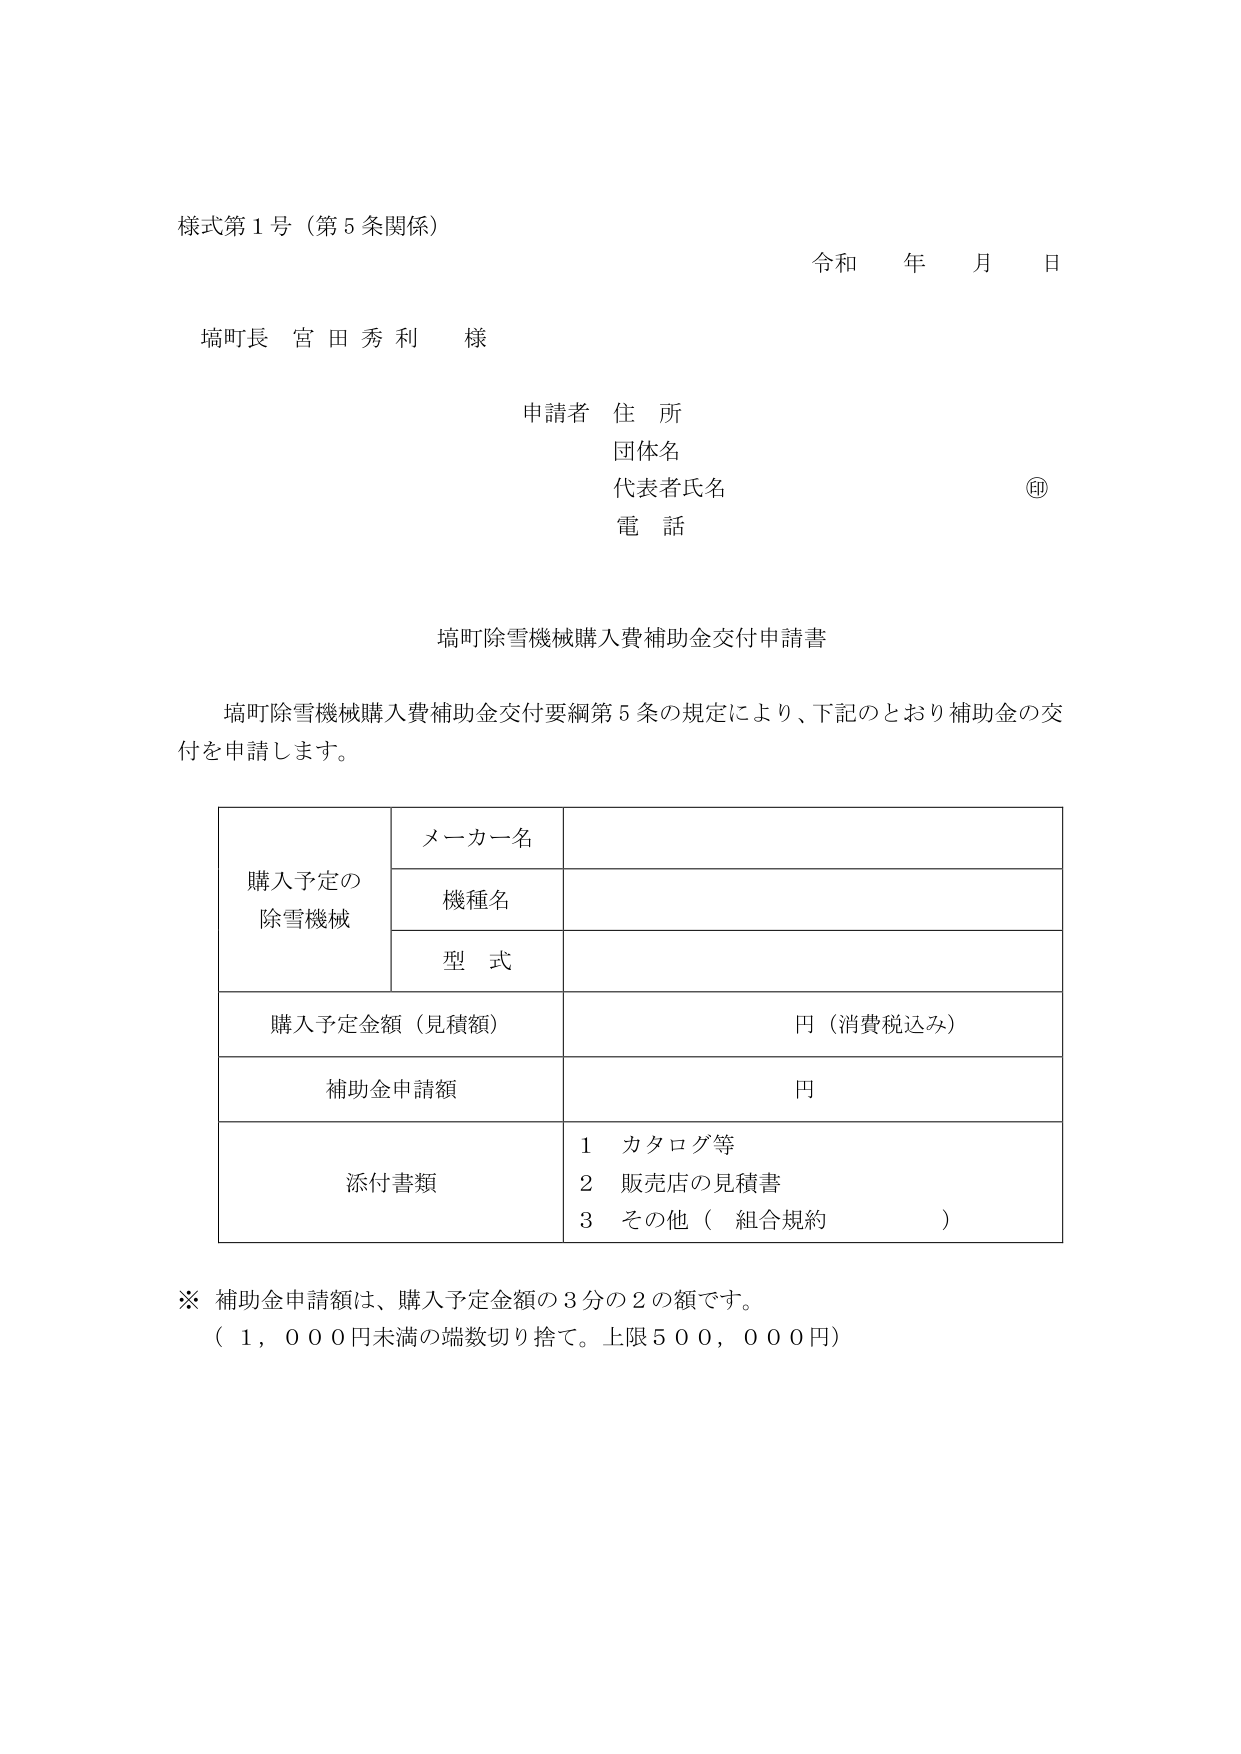 様式第１号（第５条関係）
令和　　年　　月　　日
塙町長　宮 田 秀 利　　様
申請者　住　所
団体名
代表者氏名　　　　　　　　　　　　　㊞
電　話
塙町除雪機械購入費補助金交付申請書
塙町除雪機械購入費補助金交付要綱第５条の規定により、下記のとおり補助金の交
付を申請します。
メーカー名
購入予定の
除雪機械
機種名
型　式
購入予定金額（見積額）　　円（消費税込み）
補助金申請額　　円
添付書類
１　カタログ等
２　販売店の見積書
３　その他（　組合規約　　　　　）
※ 補助金申請額は、購入予定金額の３分の２の額です。
（１，０００円未満の端数切り捨て。上限５００，０００円）